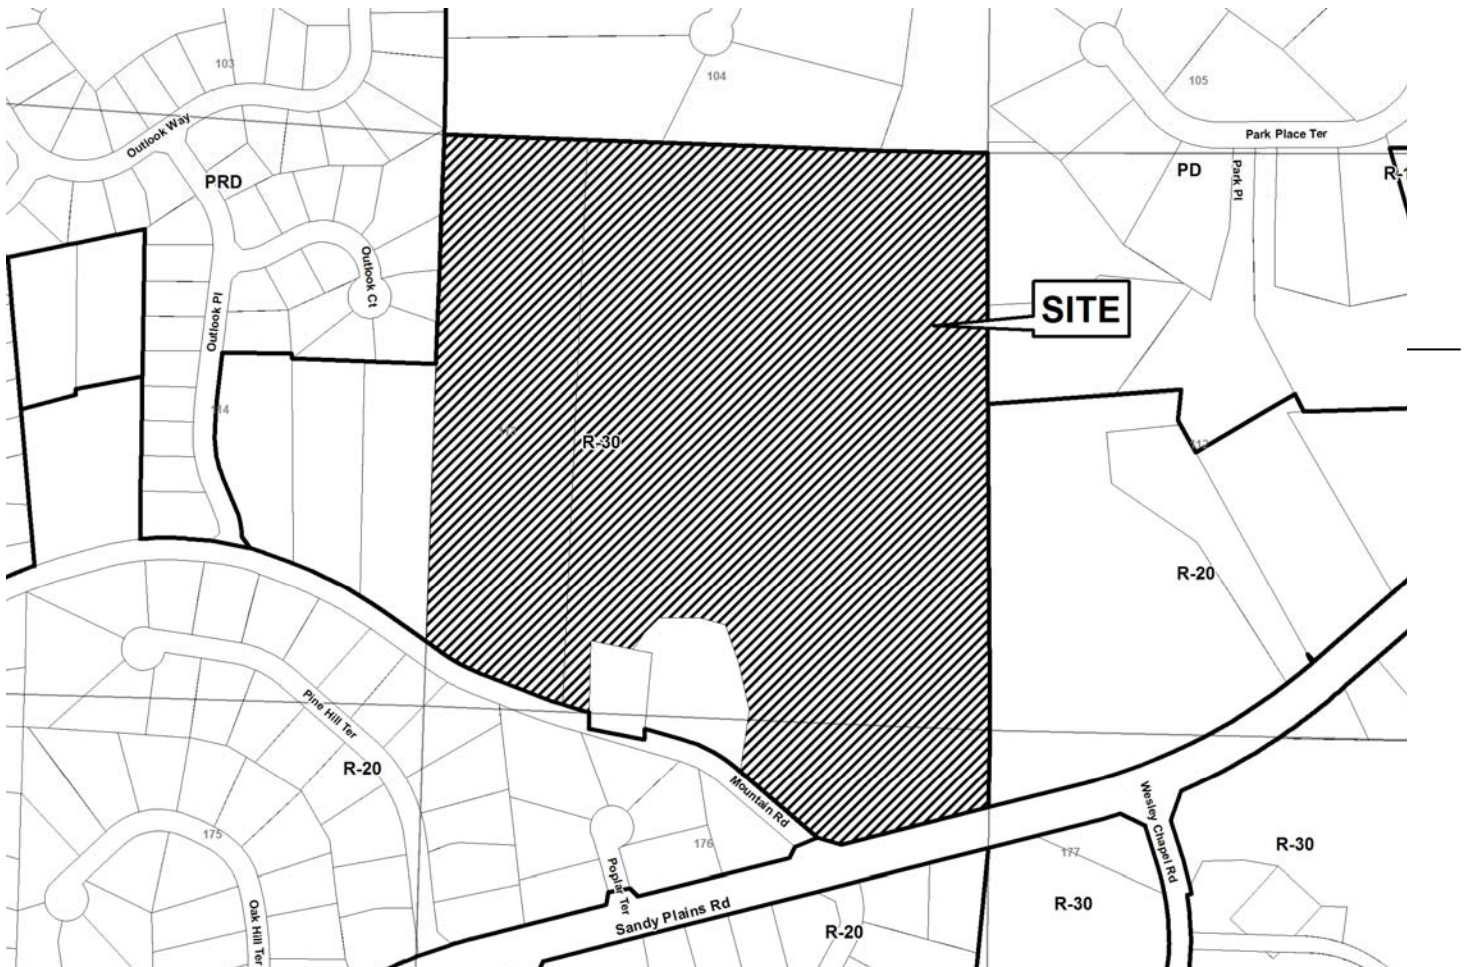 103
104
105
Outlook Way
Park Place Ter
PRD
PD
Park Pl
R-1
Outlook Ct
Outlook Pl
SITE
114
R-30
R-20
Pine Hill Ter
R-20
Mountain Rd
Wesley Chapel Rd
175
176
177
R-30
Poplar Ter
Oak Hill Ter
Sandy Plains Rd
R-30
R-20